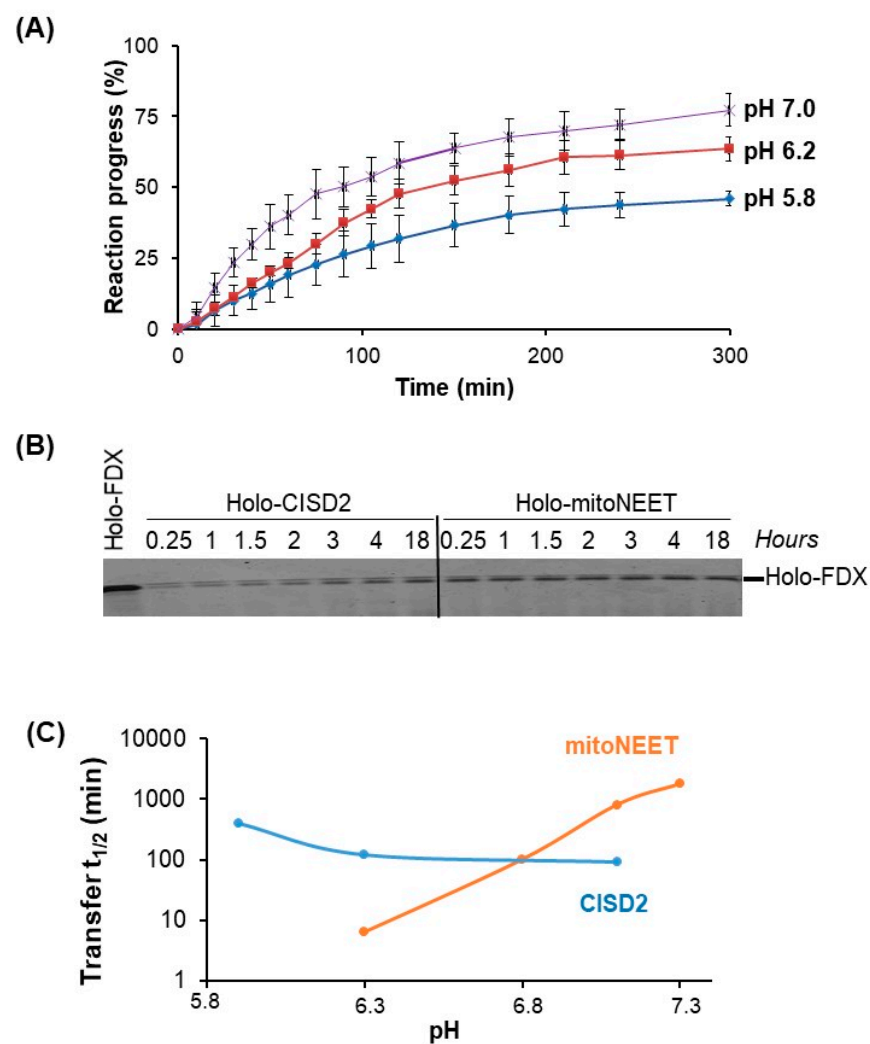 (A)
100
75
50
25
0
Reaction progress (%)
pH 7.0
pH 6.2
pH 5.8
0 100 200 300
Time (min)
(B)
Holo-FDX
Holo-CISD2 Holo-mitoNEET
0.25 1 1.5 2 3 4 18 0.25 1 1.5 2 3 4 18 Hours
Holo-FDX
(C)
10000
1000
100
10
1
Transfer t1/2 (min)
mitoNEET
CISD2
5.8 6.3 6.8 7.3
pH